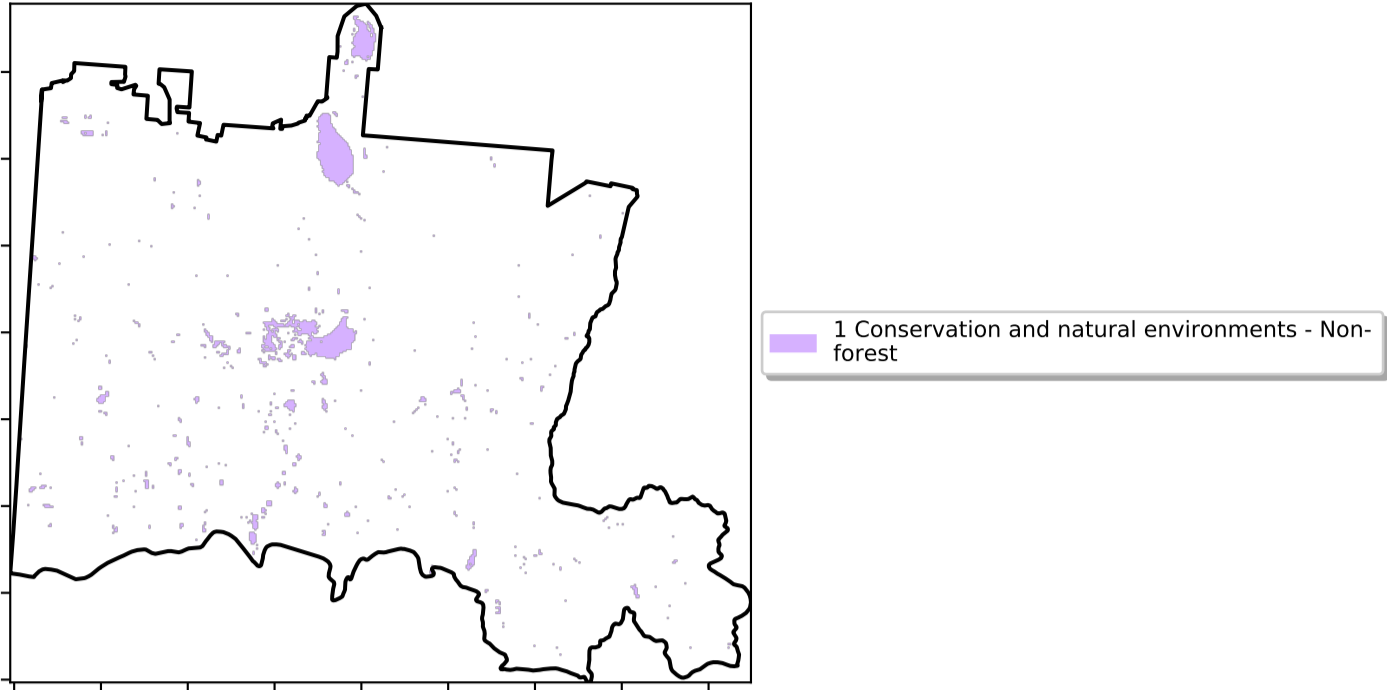 1 Conservation and natural environments - Non-
forest